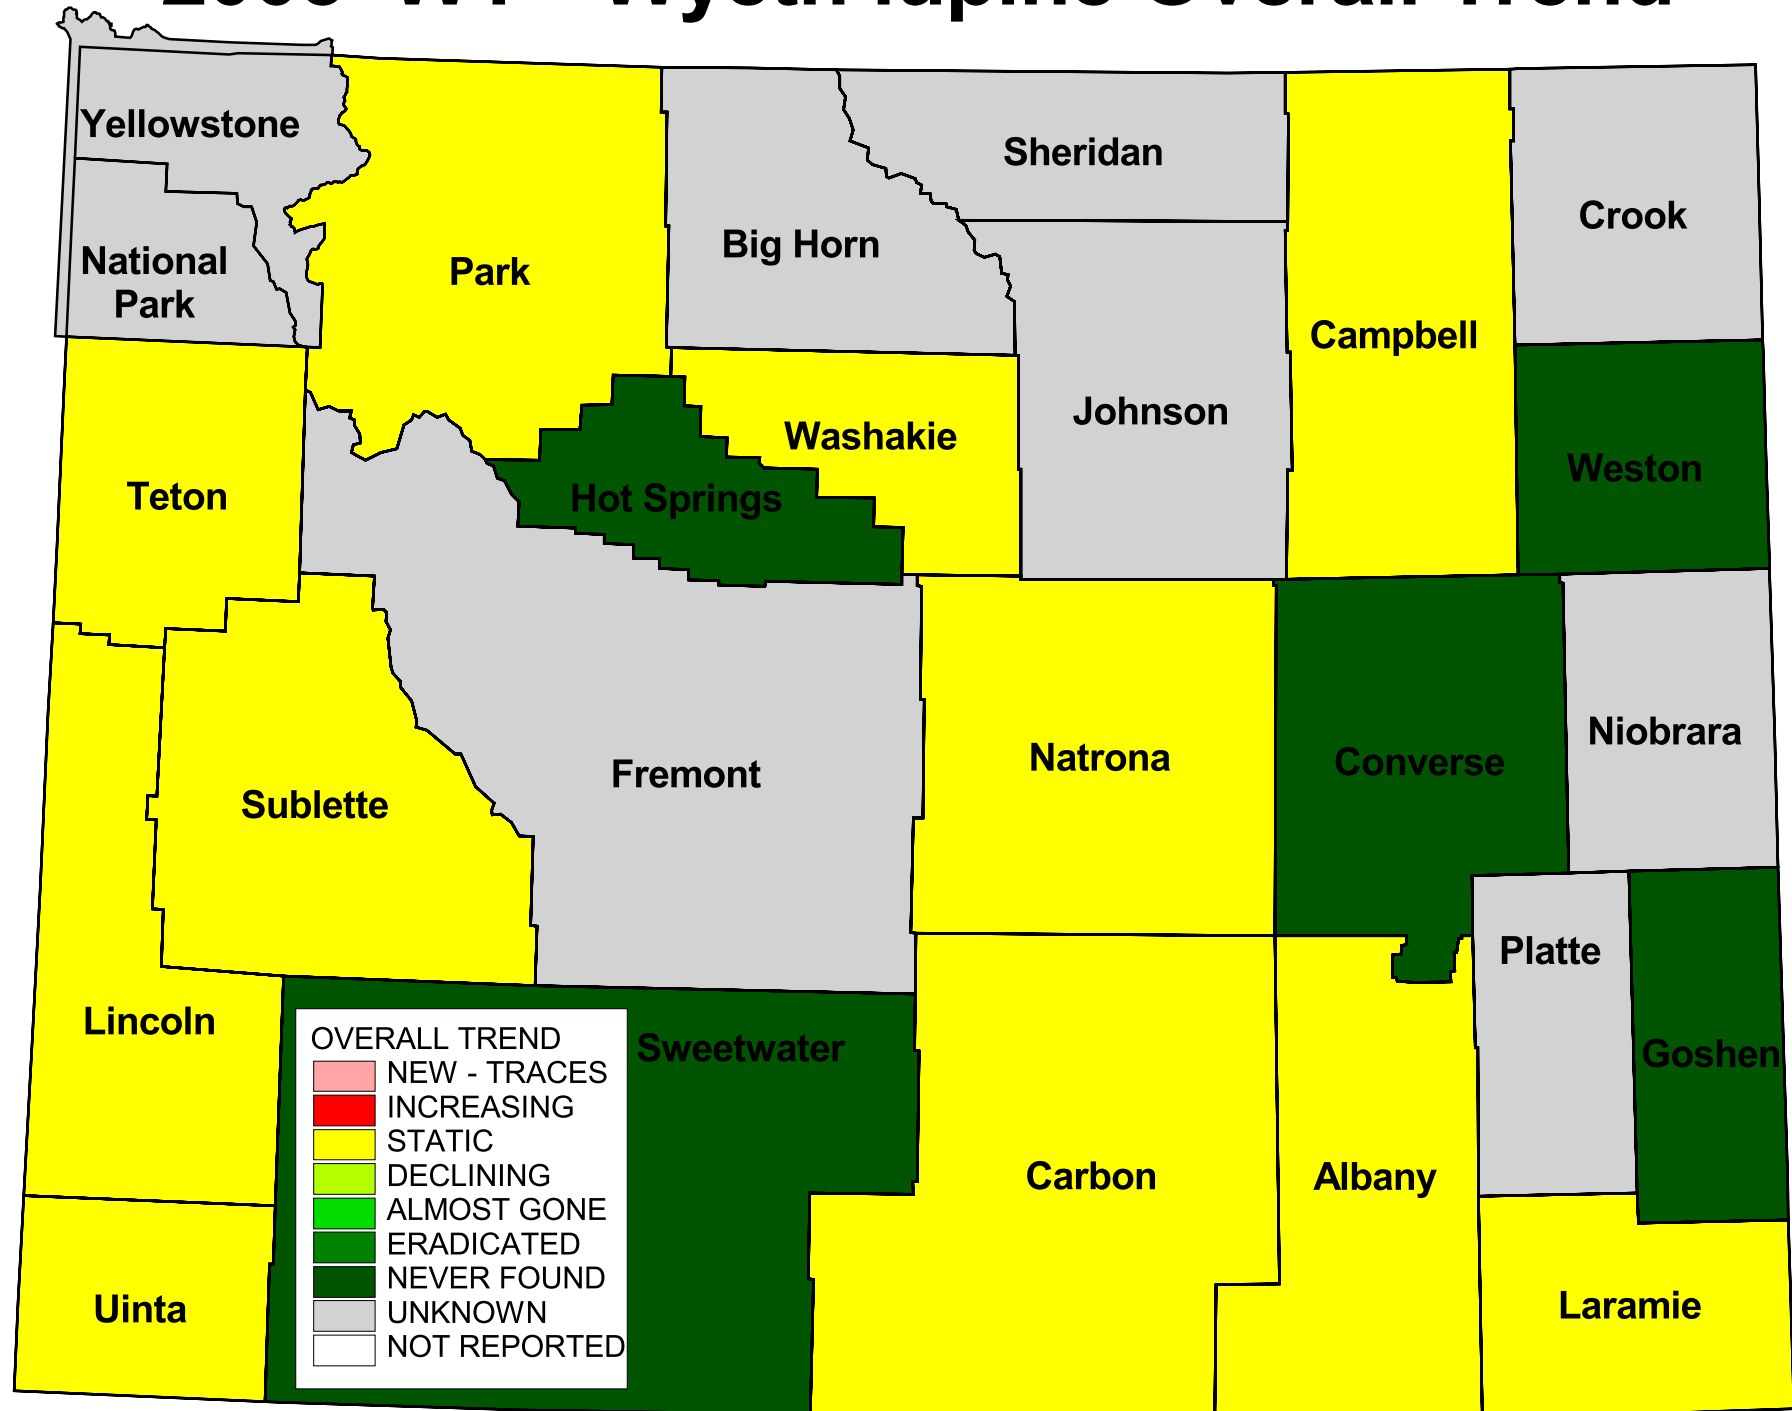 Overall Trend
Yellowstone
National
Park
Park
Big Horn
Sheridan
Campbell
Crook
Johnson
Washakie
Hot Springs
Weston
Teton
Sublette
Fremont
Natrona
Converse
Niobrara
Platte
Goshen
Lincoln
Sweetwater
Carbon
Albany
Laramie
Uinta
OVERALL TREND
NEW - TRACES
INCREASING
STATIC
DECLINING
ALMOST GONE
ERADICATED
NEVER FOUND
UNKNOWN
NOT REPORTED